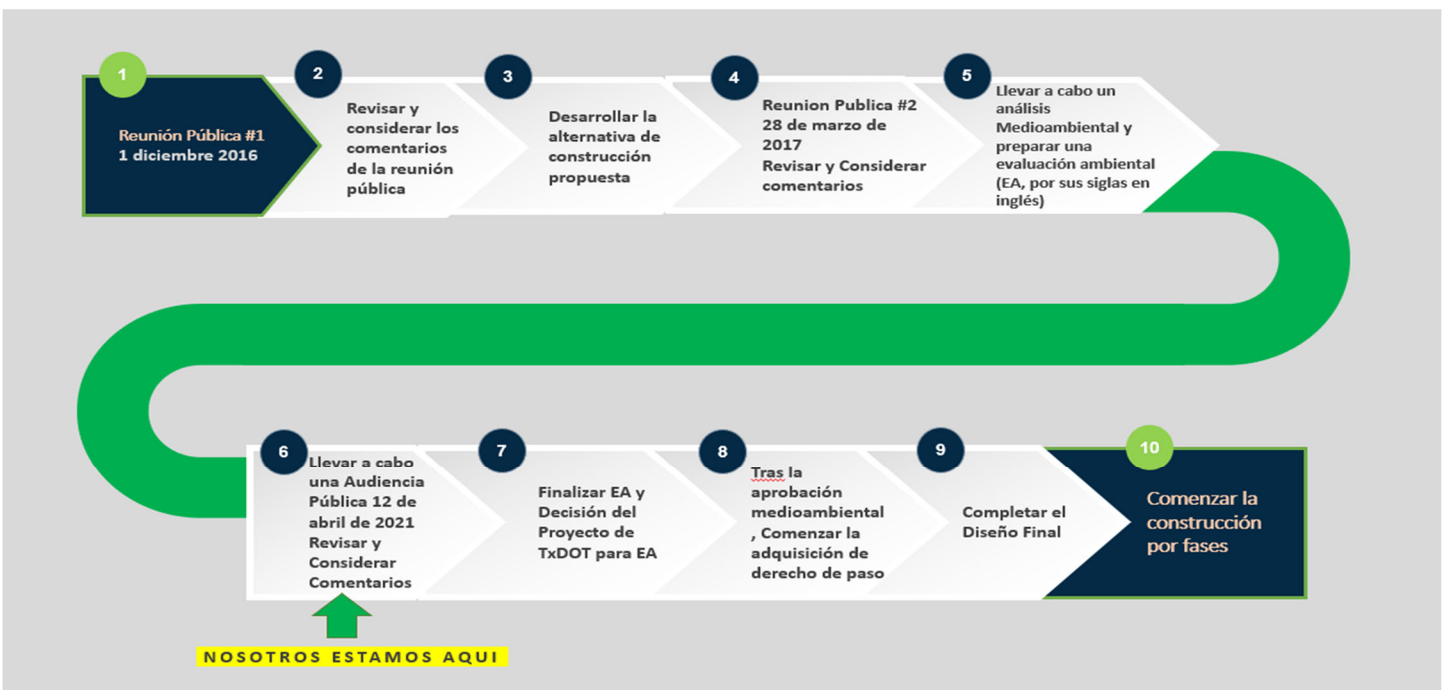 1
Reunión Pública #1
1 diciembre 2016
2
Revisar y
considerar los
comentarios
de la reunión
pública
3
Desarrollar la
alternativa de
construcción
propuesta
4
Reunion Publica #2
28 de marzo de
2017
Revisar y Considerar
comentarios
5
Llevar a cabo un
análisis
Medioambiental y
preparar una
evaluación ambiental
(EA, por sus siglas en
inglés)
6
Llevar a cabo
una Audiencia
Pública 12 de
abril de 2021
Revisar y
Considerar
Comentarios
7
Finalizar EA y
Decisión del
Proyecto de
TxDOT para EA
8
Tras la
aprobación
medioambiental
, Comenzar la
adquisición de
derecho de paso
9
Completar el
Diseño Final
10
Comenzar la
construcción
por fases
NOSOTROS ESTAMOS AQUI